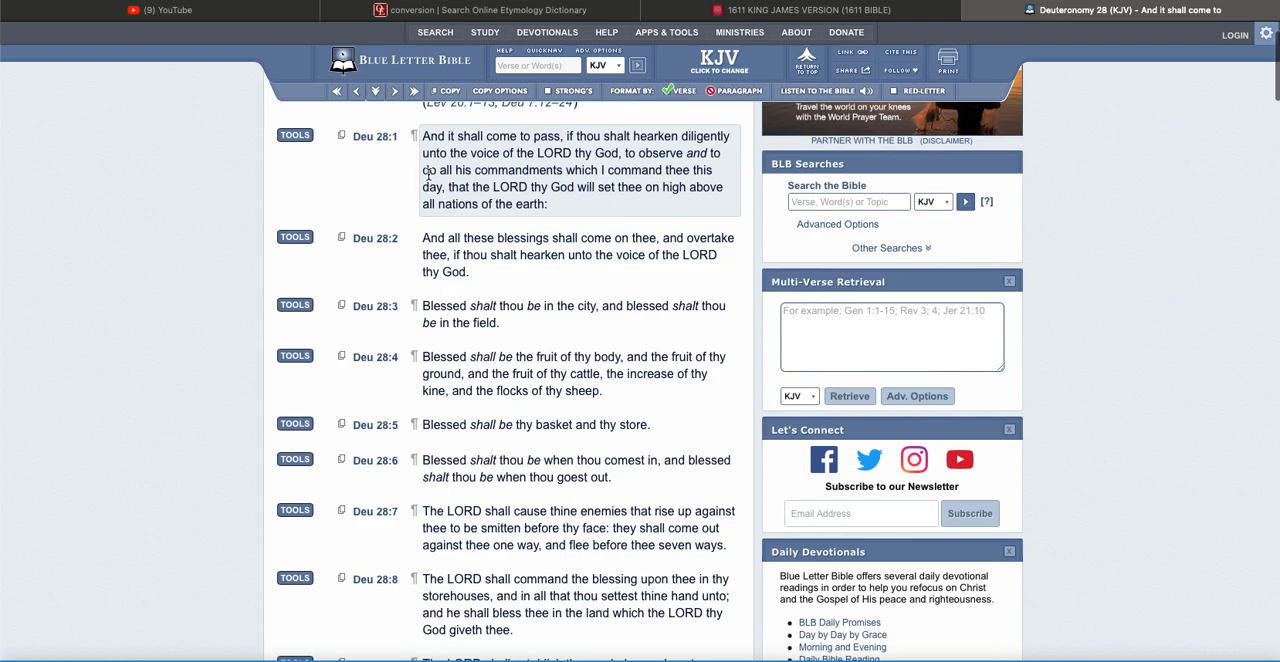 (9) YouTube
conversion | Search Online Etymology Dictionary
1611 KING JAMES VERSION (1611 BIBLE)
Deuteronomy 28 (KJV) - And it shall come to
SEARCH STUDY DEVOTIONALS HELP APPS & TOOLS MINISTRIES ABOUT DONATE
LOGIN
BLUE LETTER BIBLE
HELP QUICKNAV ADV. OPTIONS
Verse or Word(s) KJV
KJV
CLICK TO CHANGE
RETURN TO TOP
LINK CITE THIS
SHARE FOLLOW
PRINT
COPY COPY OPTIONS STRONG'S FORMAT BY: VERSE PARAGRAPH LISTEN TO THE BIBLE RED-LETTER
(Lev 26:1–13; Deu 7:12–24)
TOOLS Deu 28:1 ¶ And it shall come to pass, if thou shalt hearken diligently
unto the voice of the LORD thy God, to observe and to
do all his commandments which I command thee this
day, that the LORD thy God will set thee on high above
all nations of the earth:
TOOLS Deu 28:2 And all these blessings shall come on thee, and overtake
thee, if thou shalt hearken unto the voice of the LORD
thy God.
TOOLS Deu 28:3 ¶ Blessed shalt thou be in the city, and blessed shalt thou
be in the field.
TOOLS Deu 28:4 ¶ Blessed shall be the fruit of thy body, and the fruit of thy
ground, and the fruit of thy cattle, the increase of thy
kine, and the flocks of thy sheep.
TOOLS Deu 28:5 ¶ Blessed shall be thy basket and thy store.
TOOLS Deu 28:6 ¶ Blessed shalt thou be when thou comest in, and blessed
shalt thou be when thou goest out.
TOOLS Deu 28:7 ¶ The LORD shall cause thine enemies that rise up against
thee to be smitten before thy face: they shall come out
against thee one way, and flee before thee seven ways.
TOOLS Deu 28:8 ¶ The LORD shall command the blessing upon thee in thy
storehouses, and in all that thou settest thine hand unto;
and he shall bless thee in the land which the LORD thy
God giveth thee.
Travel the world on your knees
with the World Prayer Team.
PARTNER WITH THE BLB (DISCLAIMER)
BLB Searches
Search the Bible
Verse, Word(s) or Topic KJV [?]
Advanced Options
Other Searches
Multi-Verse Retrieval x
For example: Gen 1:1-15; Rev 3; 4; Jer 21:10
KJV Retrieve Adv. Options
Let's Connect x
Subscribe to our Newsletter
Email Address Subscribe
Daily Devotionals x
Blue Letter Bible offers several daily devotional
readings in order to help you refocus on Christ
and the Gospel of His peace and righteousness.
BLB Daily Promises
Day by Day by Grace
Morning and Evening
Daily Bible Reading